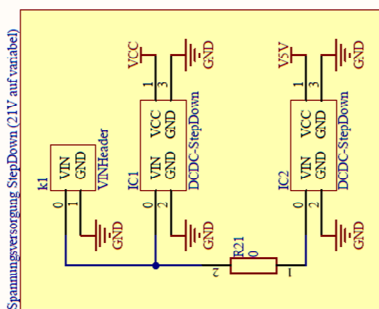 Spannungsversorgung StepDown (21V auf variabel)
VCC
GND
V5V
GND
1
3
1
3
VCC
GND
VCC
GND
IC1
VIN
GND
DCDC-StepDown
IC2
VIN
GND
DCDC-StepDown
k1
VIN
GND
VINHeader
0
1
0
2
0
2
GND
GND
GND
R21
0
2
1